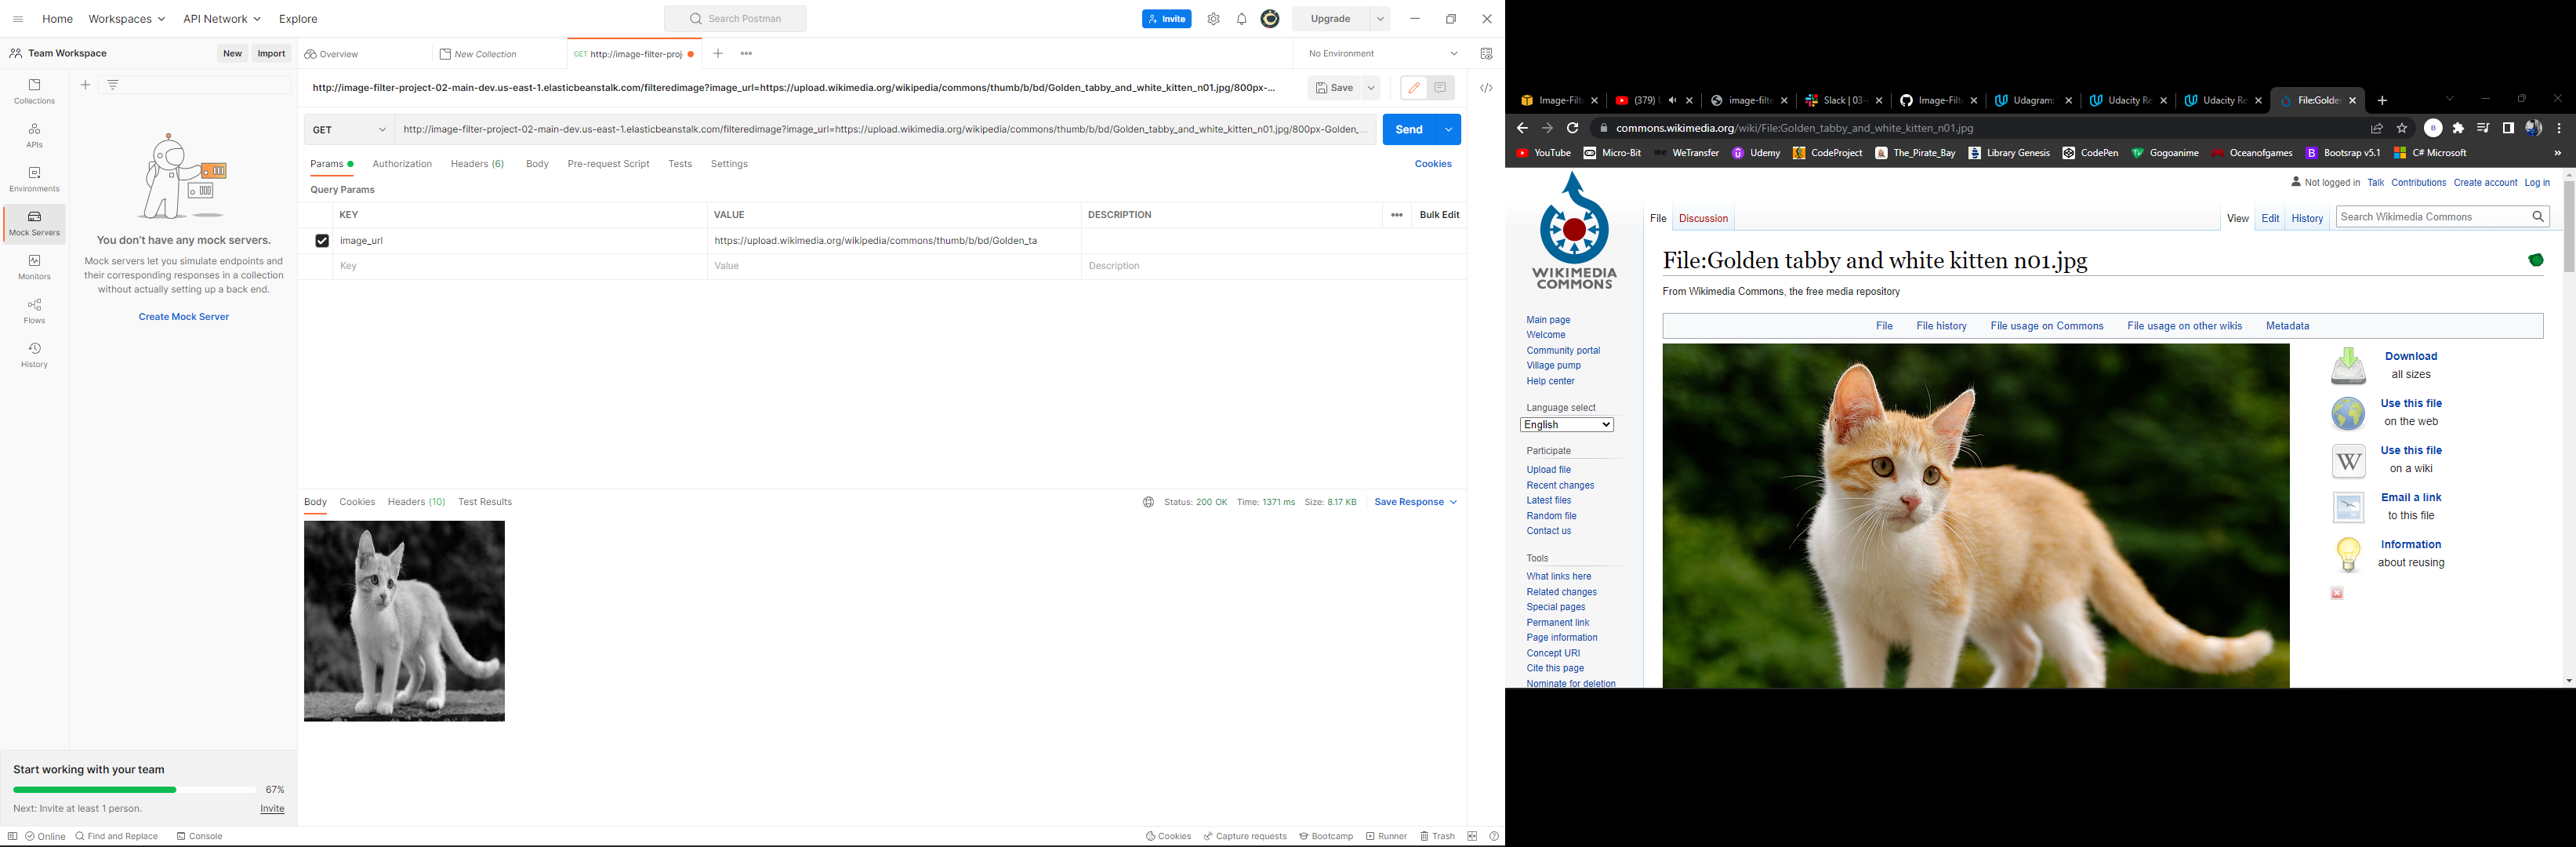 Home Workspaces API Network Explore
Search Postman
Invite Upgrade
Team Workspace New Import
Overview New Collection GET http://image-filter-proj
No Environment
http://image-filter-project-02-main-dev.us-east-1.elasticbeanstalk.com/filteredimage?image_url=https://upload.wikimedia.org/wikipedia/commons/thumb/b/bd/Golden_tabby_and_white_kitten_n01.jpg/800px-...
Save
GET http://image-filter-project-02-main-dev.us-east-1.elasticbeanstalk.com/filteredimage?image_url=https://upload.wikimedia.org/wikipedia/commons/thumb/b/bd/Golden_tabby_and_white_kitten_n01.jpg/800px-Golden_...
Send
Params Authorization Headers (6) Body Pre-request Script Tests Settings
Cookies
Query Params
KEY VALUE DESCRIPTION Bulk Edit
image_url https://upload.wikimedia.org/wikipedia/commons/thumb/b/bd/Golden_ta
Key Value Description
Collections
APIs
Environments
Mock Servers
Monitors
Flows
History
You don't have any mock servers.
Mock servers let you simulate endpoints and
their corresponding responses in a collection
without actually setting up a back end.
Create Mock Server
Body Cookies Headers (10) Test Results
Status: 200 OK Time: 1371 ms Size: 8.17 KB Save Response
Start working with your team
67%
Next: Invite at least 1 person. Invite
Online Find and Replace Console
Cookies Capture requests Bootcamp Runner Trash
Image-Filt (379) image-filte Slack | 03- Image-Filt Udagram: Udacity Re Udacity Re File:Golden
commons.wikimedia.org/wiki/File:Golden_tabby_and_white_kitten_n01.jpg
B
YouTube Micro-Bit WeTransfer Udemy CodeProject The_Pirate_Bay Library Genesis CodePen Gogoanime Oceanofgames Bootsrap v5.1 C# Microsoft »
Not logged in Talk Contributions Create account Log in
File Discussion View Edit History Search Wikimedia Commons
WIKIMEDIA
COMMONS
File:Golden tabby and white kitten n01.jpg
From Wikimedia Commons, the free media repository
File File history File usage on Commons File usage on other wikis Metadata
Main page
Welcome
Community portal
Village pump
Help center
Language select
English
Participate
Upload file
Recent changes
Latest files
Random file
Contact us
Tools
What links here
Related changes
Special pages
Permanent link
Page information
Concept URI
Cite this page
Nominate for deletion
Download
all sizes
Use this file
on the web
W
Use this file
on a wiki
Email a link
to this file
Information
about reusing